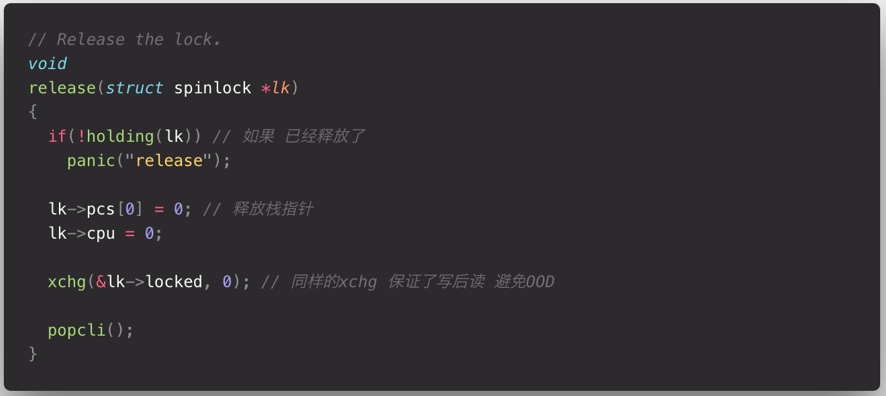 // Release the lock.
void
release(struct spinlock *lk)
{
  if(!holding(lk)) // 如果 已经释放了
    panic("release");

  lk->pcs[0] = 0; // 释放栈指针
  lk->cpu = 0;

  xchg(&lk->locked, 0); // 同样的xchg 保证了写后读 避免OOD

  popcli();
}